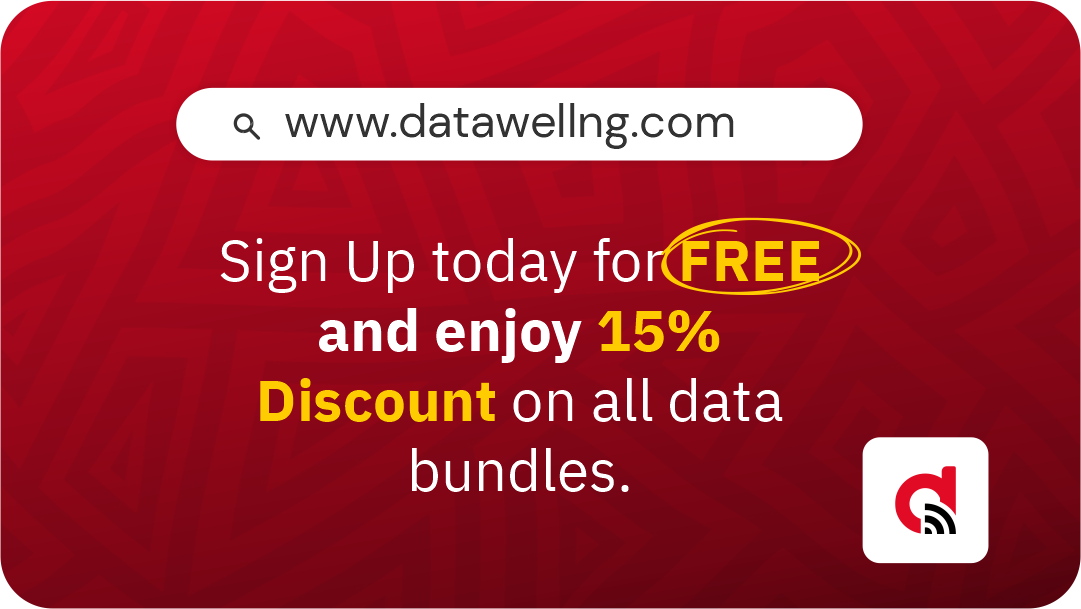 www.datawellng.com
Sign Up today for FREE
and enjoy 15%
Discount on all data
bundles.